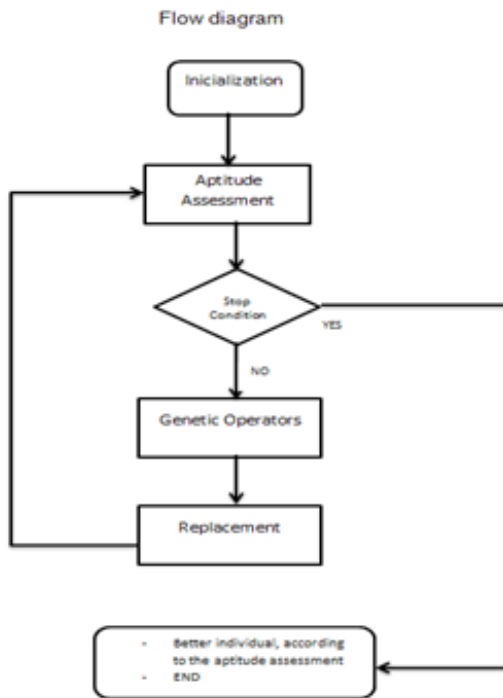 Flow diagram
Inicialization
Aptitude
Assessment
Stop
Condition
YES
NO
Genetic Operators
Replacement
- Better individual, according
to the aptitude assessment
- END